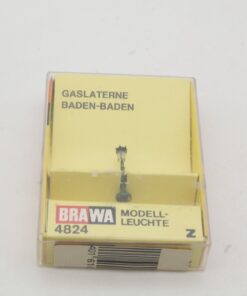 GASLATERNE
BADEN-BADEN
BRAWA MODELL-
4824 LEUCHTE Z